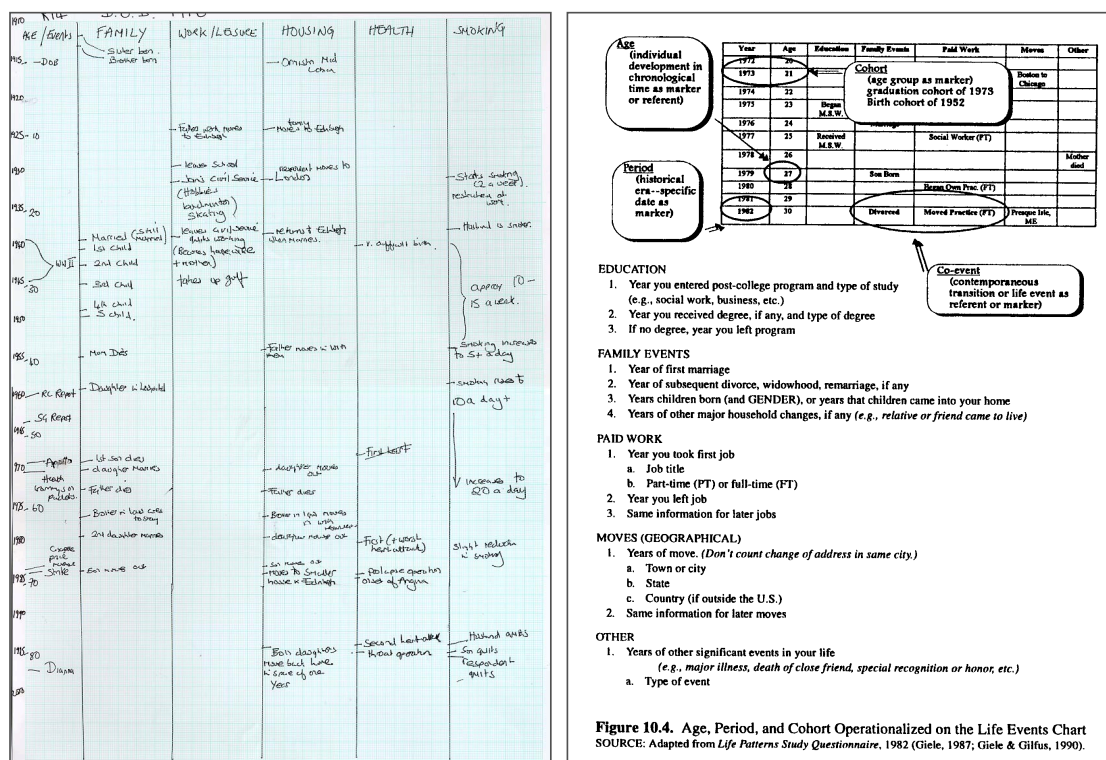 1910
AGE / Events
1915 - DOB
1920
1925 - 10
1930
1935 - 20
1940
WWII
1945
30
1950
1955 - 40
1960 - RC Report
SG Report
1965
50
Apollo
1970
Health
warnings on
packets
1975 - 60
1980
Strike
1985
70
1990
1995 - 80
Dianna
2000
FAMILY
Sister born
Brother born
Married (still
married)
1st child
2nd child
3rd child
4th child
5 child.
Mom Dies
Daughter in hospital
1st son dies
daughter marries
Father dies
Brother in law comes
to stay
2nd daughter marries
Son moves out
WORK/LEISURE
Fathers work moves
to Edinburgh
leaves School
Joins Civil Service
(Hobbies
badminton)
skating)
leaves civil service
(Becomes housewife
+ mother)
takes up golf
HOUSING
Ormiston Mid
Lothian
family
Moves to Edinburgh
respondent moves to
London
returns to Edinburgh
when marries.
Father moves in with
them
daughter moves
out
Father dies
Brother in law moves
in with
daughter moves out
Son moves out
moves to smaller
house in Edinburgh
Both daughters
move back home
in space of one
Year
HEALTH
v. difficult birth
First heart
First (+ worst
heart attack)
prolapse operation
onset of Angina
Second heart attack
throat operation
SMOKING
Starts smoking
(2 a week).
restriction at
work.
Husband is smoker.
approx 10 -
15 a week.
smoking increases
to 5+ a day
smoking rises to
10 a day +
increase to
20 a day
slight reduction
in smoking
Husband quits
Son quits
respondent
quits
Age
(individual
development in
chronological
time as marker
or referent)
Period
(historical
era--specific
date as
marker)
Year Age Education Family Events Paid Work Moves Other
1972 20
1973 21 Boston to
Chicago
Cohort
(age group as marker)
graduation cohort of 1973
Birth cohort of 1952
1974 22
1975 23 Began
M.S.W.
1976 24 Marriage
1977 25 Received Social Worker (FT)
M.S.W.
1978 26 Mother
died
1979 27 Son Born
1980 28 Began Own Prac. (FT)
1981 29
1982 30 Divorced Moved Practice (FT) Presque Isle,
ME
Co-event
(contemporaneous
transition or life event as
referent or marker)
EDUCATION
1. Year you entered post-college program and type of study
(e.g., social work, business, etc.)
2. Year you received degree, if any, and type of degree
3. If no degree, year you left program
FAMILY EVENTS
1. Year of first marriage
2. Year of subsequent divorce, widowhood, remarriage, if any
3. Years children born (and GENDER), or years that children came into your home
4. Years of other major household changes, if any (e.g., relative or friend came to live)
PAID WORK
1. Year you took first job
a. Job title
b. Part-time (PT) or full-time (FT)
2. Year you left job
3. Same information for later jobs
MOVES (GEOGRAPHICAL)
1. Years of move. (Don't count change of address in same city.)
a. Town or city
b. State
c. Country (if outside the U.S.)
2. Same information for later moves
OTHER
1. Years of other significant events in your life
(e.g., major illness, death of close friend, special recognition or honor, etc.)
a. Type of event
Figure 10.4. Age, Period, and Cohort Operationalized on the Life Events Chart
SOURCE: Adapted from Life Patterns Study Questionnaire, 1982 (Giele, 1987; Giele & Gilfus, 1990).